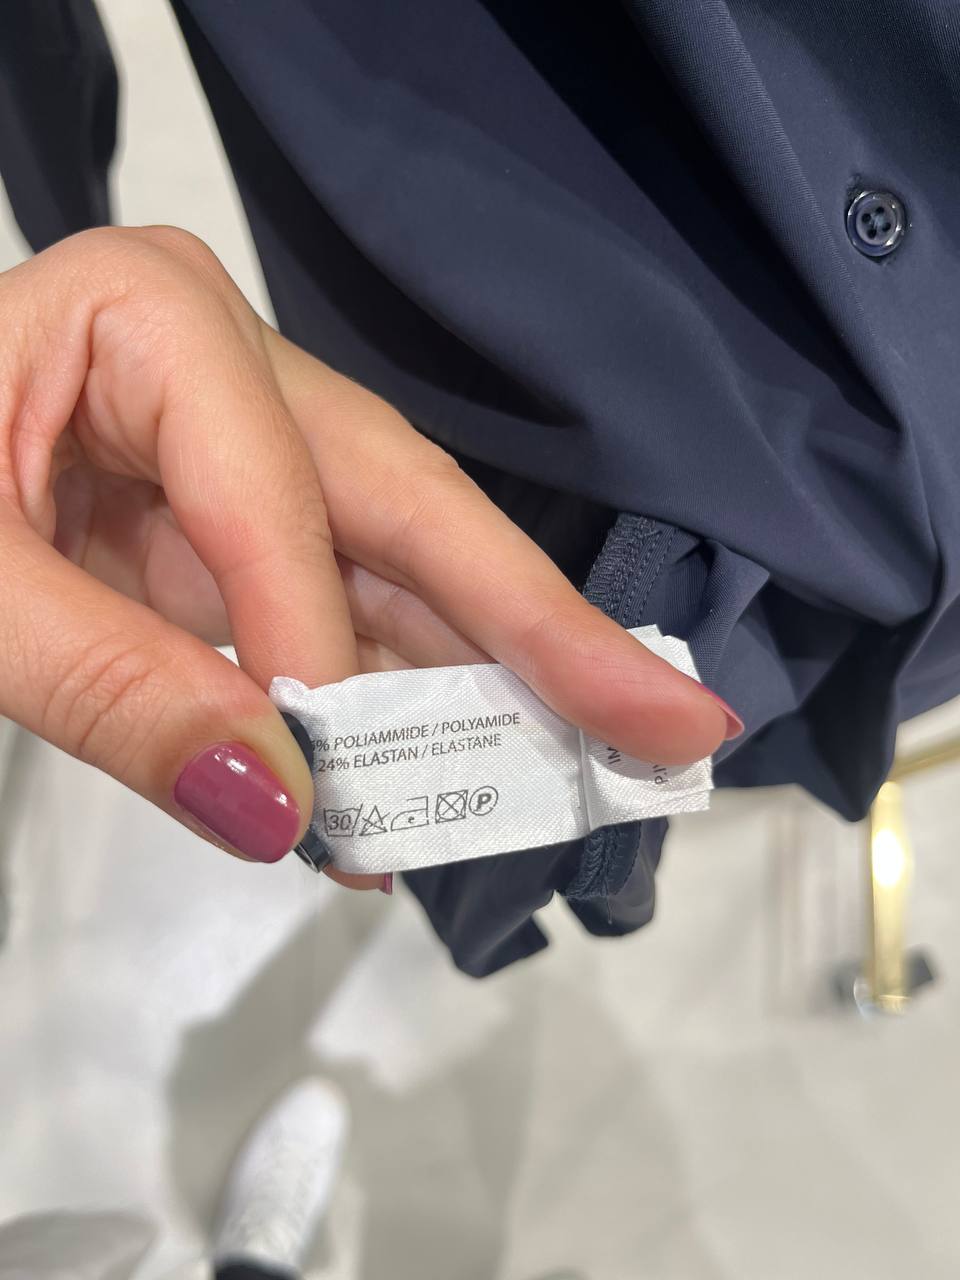 % POLIAMMIDE / POLYAMIDE
24% ELASTAN / ELASTANE
30 P